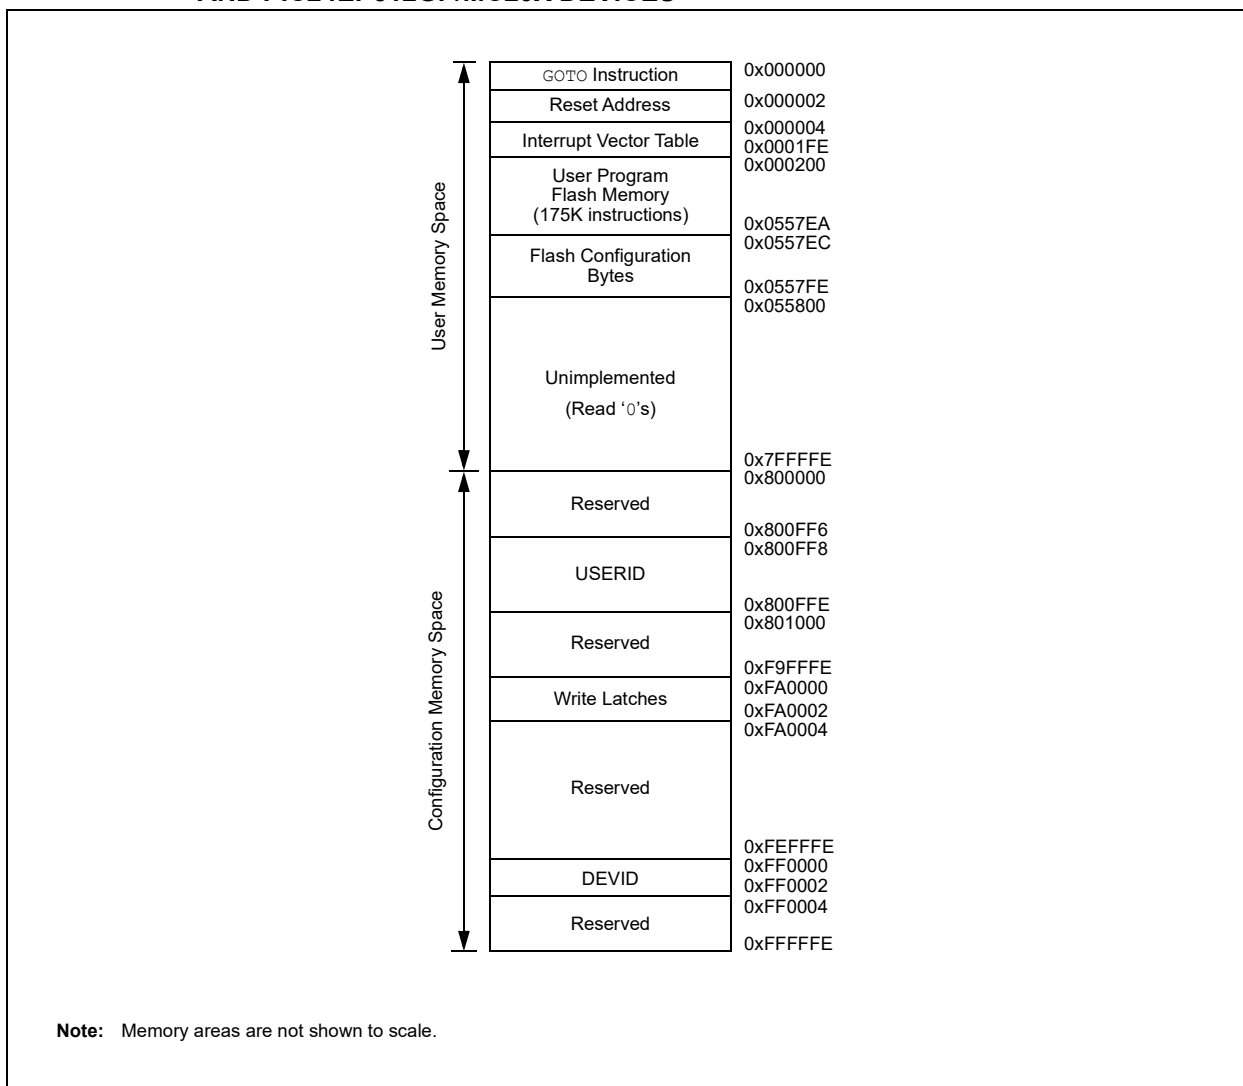 GOTO Instruction
0x000000
Reset Address
0x000002
Interrupt Vector Table
0x000004
0x0001FE
User Program
Flash Memory
(175K instructions)
0x000200
0x0557EA
Flash Configuration
Bytes
0x0557EC
0x0557FE
Unimplemented
(Read ‘0’s)
0x055800
0x7FFFFE
User Memory Space
Reserved
0x800000
0x800FF6
USERID
0x800FF8
0x800FFE
Reserved
0x801000
0xF9FFFE
Write Latches
0xFA0000
0xFA0002
Reserved
0xFA0004
0xFEFFFE
DEVID
0xFF0000
0xFF0002
Reserved
0xFF0004
0xFFFFFE
Configuration Memory Space
Note: Memory areas are not shown to scale.